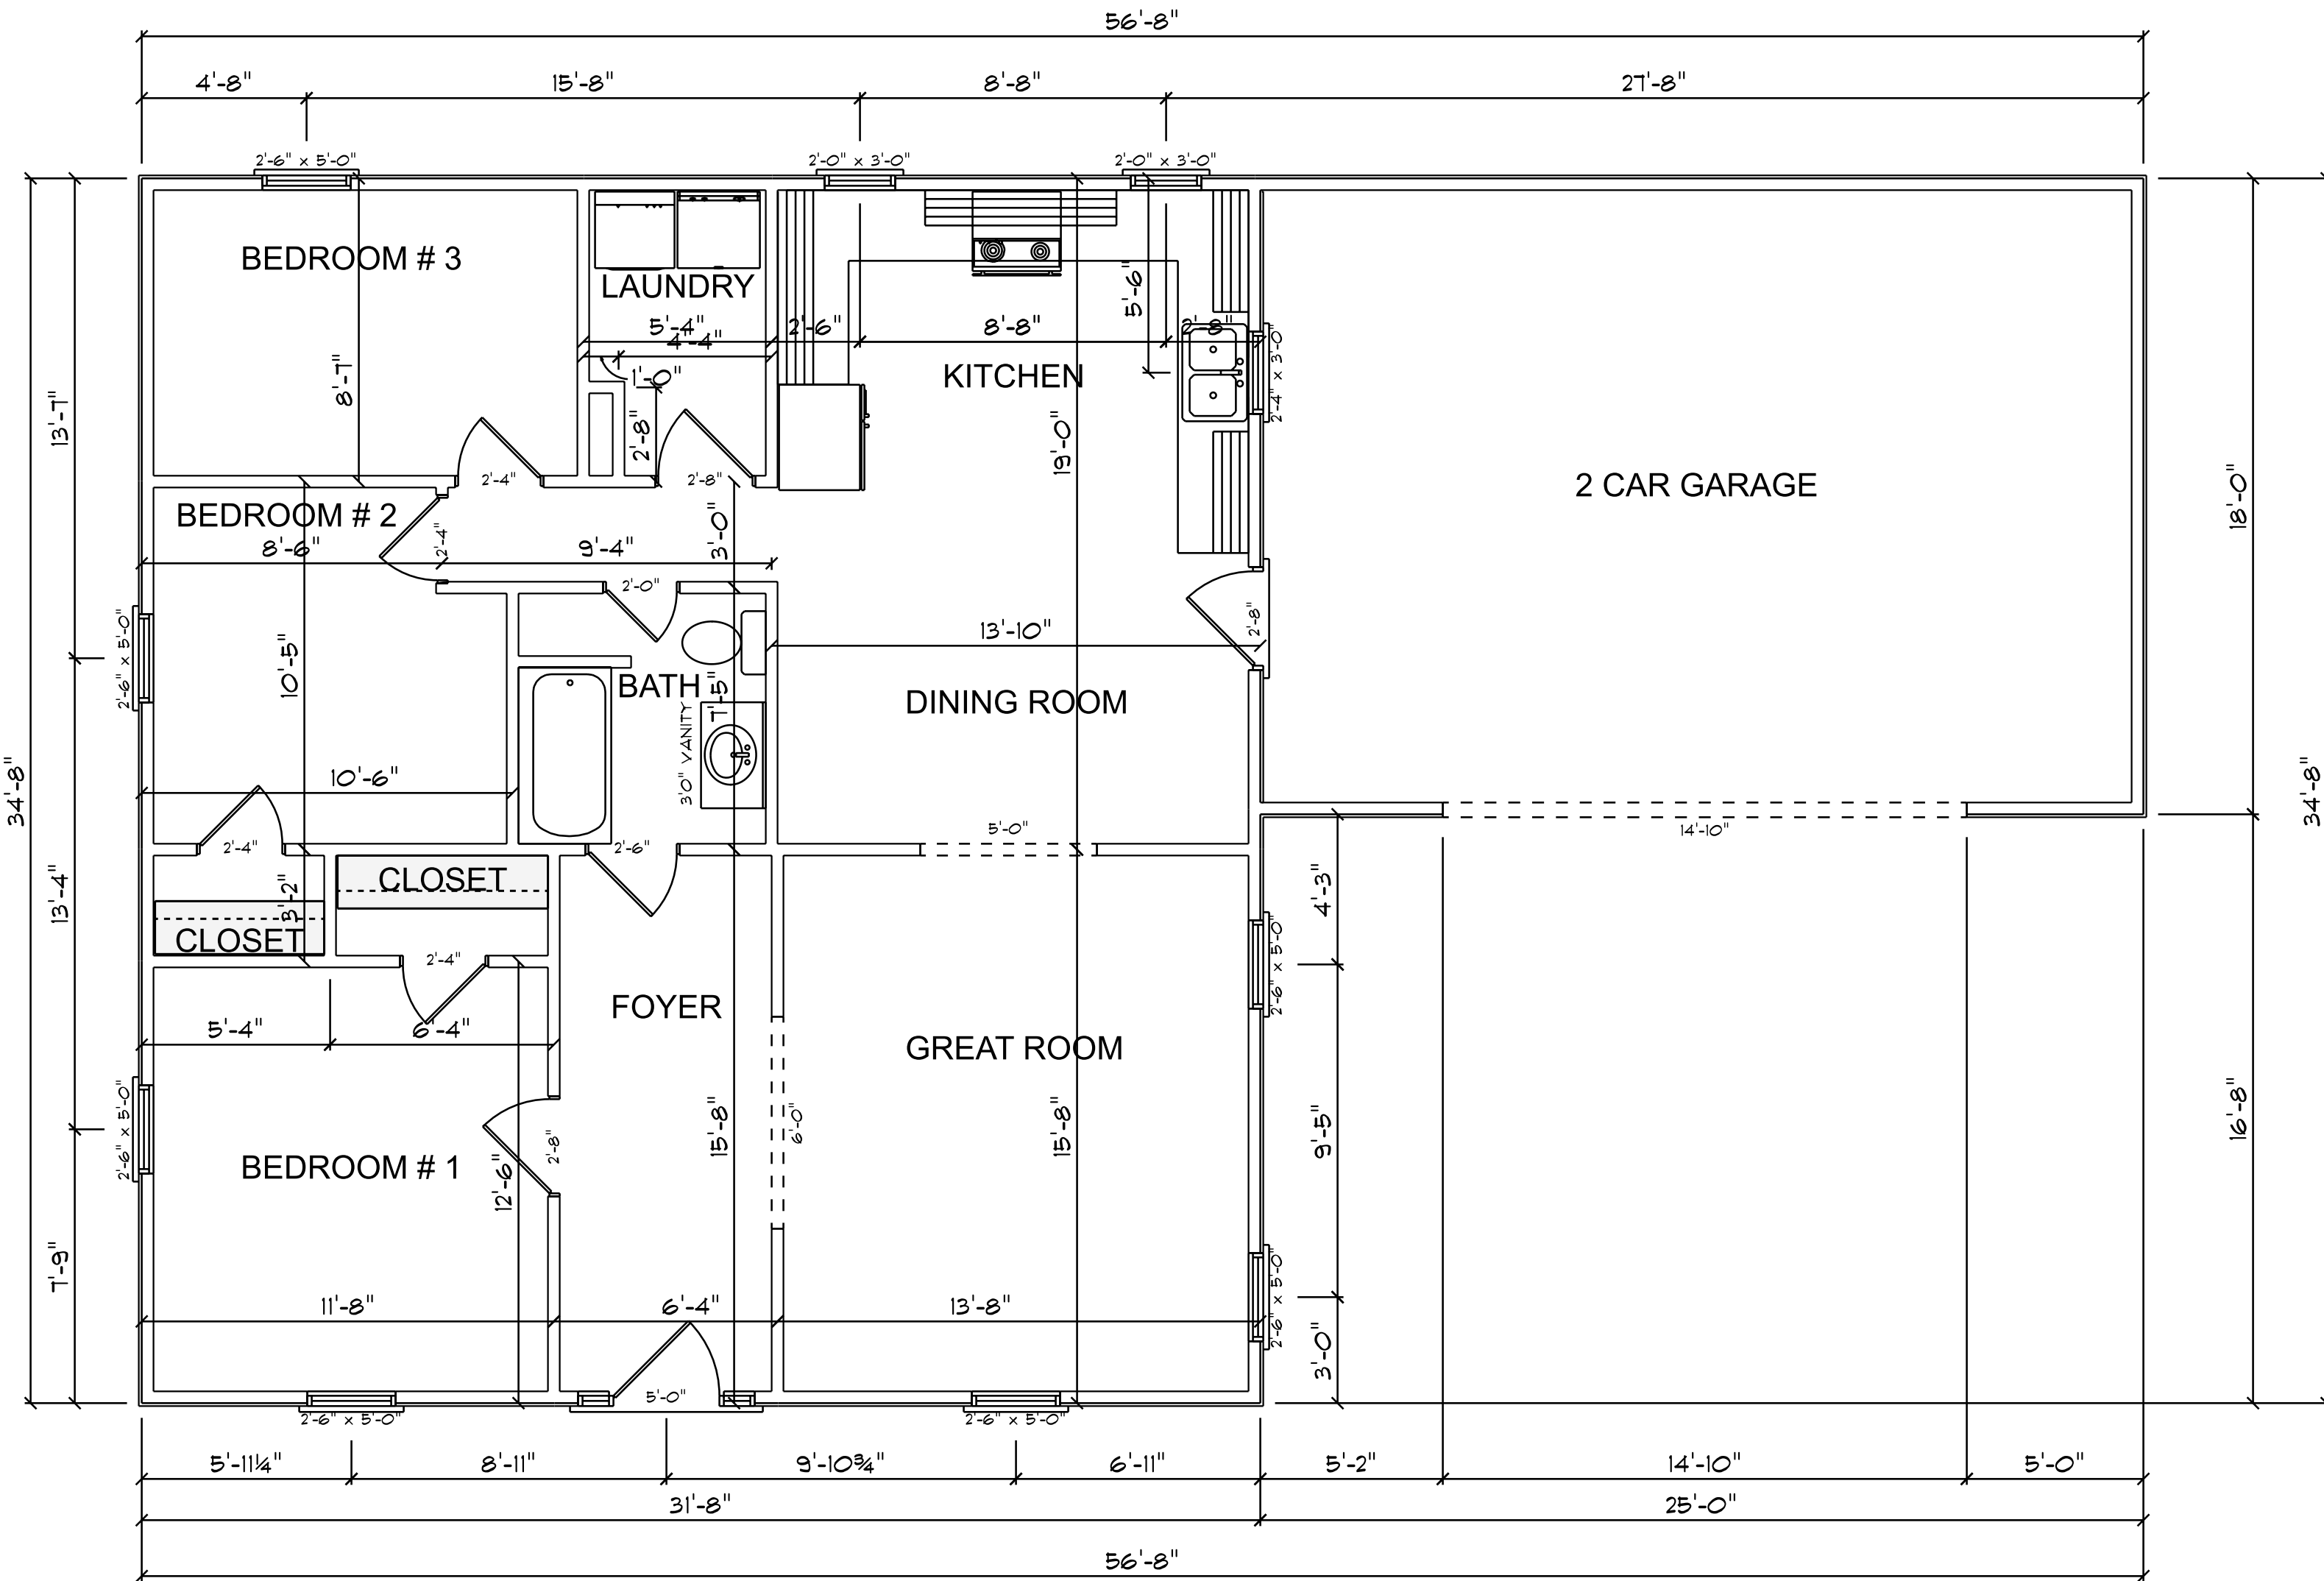 56'-8"
4'-8" 15'-8" 8'-8" 27'-8"
2'-6" x 5'-0" 2'-0" x 3'-0" 2'-0" x 3'-0"
BEDROOM # 3
LAUNDRY
5'-6"
5'-4" 2'-6" 8'-8" 2'-8"
4'-4"
1'-0"
8'-7"
KITCHEN
2'-4" x 3'-0"
13'-7"
2'-8"
19'-0"
2'-4" 2'-8"
2 CAR GARAGE
18'-0"
BEDROOM # 2
8'-6" 2'-4" 9'-4" 3'-0"
2'-0"
2'-8"
13'-10"
2'-6" x 5'-0"
10'-5"
BATH
7'-5"
DINING ROOM
3'0" VANITY
10'-6"
34'-8"
34'-8"
5'-0"
14'-10"
2'-4" 2'-6"
CLOSET
3'-2"
CLOSET
13'-4"
4'-3"
2'-4"
2'-6" x 5'-0"
FOYER
5'-4" 6'-4"
GREAT ROOM
2'-6" x 5'-0"
15'-8"
6'-0"
15'-8"
9'-5"
16'-8"
2'-8"
BEDROOM # 1
12'-6"
7'-9"
11'-8" 6'-4" 13'-8"
2'-6" x 5'-0"
3'-0"
5'-0"
2'-6" x 5'-0" 2'-6" x 5'-0"
5'-11¼" 8'-11" 9'-10¾" 6'-11" 5'-2" 14'-10" 5'-0"
31'-8" 25'-0"
56'-8"